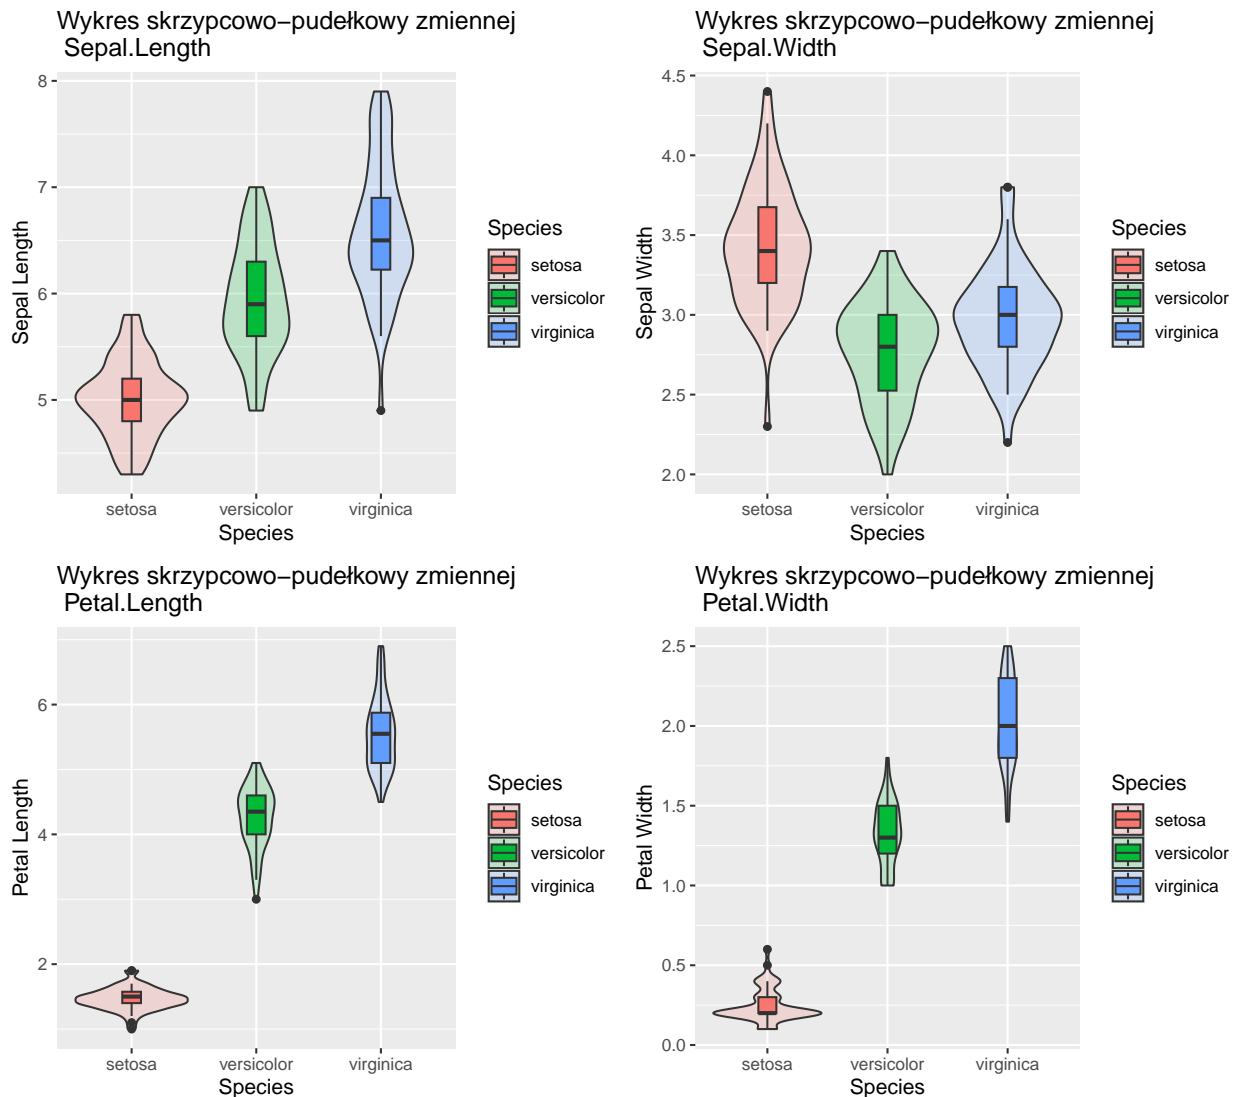 Wykres skrzypcowo−pudełkowy zmiennej
Sepal.Length
8
7
6
5
Sepal Length
setosa
versicolor
virginica
Species
Species
setosa
versicolor
virginica
Wykres skrzypcowo−pudełkowy zmiennej
Sepal.Width
4.5
4.0
3.5
3.0
2.5
2.0
Sepal Width
setosa
versicolor
virginica
Species
Species
setosa
versicolor
virginica
Wykres skrzypcowo−pudełkowy zmiennej
Petal.Length
6
4
2
Petal Length
setosa
versicolor
virginica
Species
Species
setosa
versicolor
virginica
Wykres skrzypcowo−pudełkowy zmiennej
Petal.Width
2.5
2.0
1.5
1.0
0.5
0.0
Petal Width
setosa
versicolor
virginica
Species
Species
setosa
versicolor
virginica